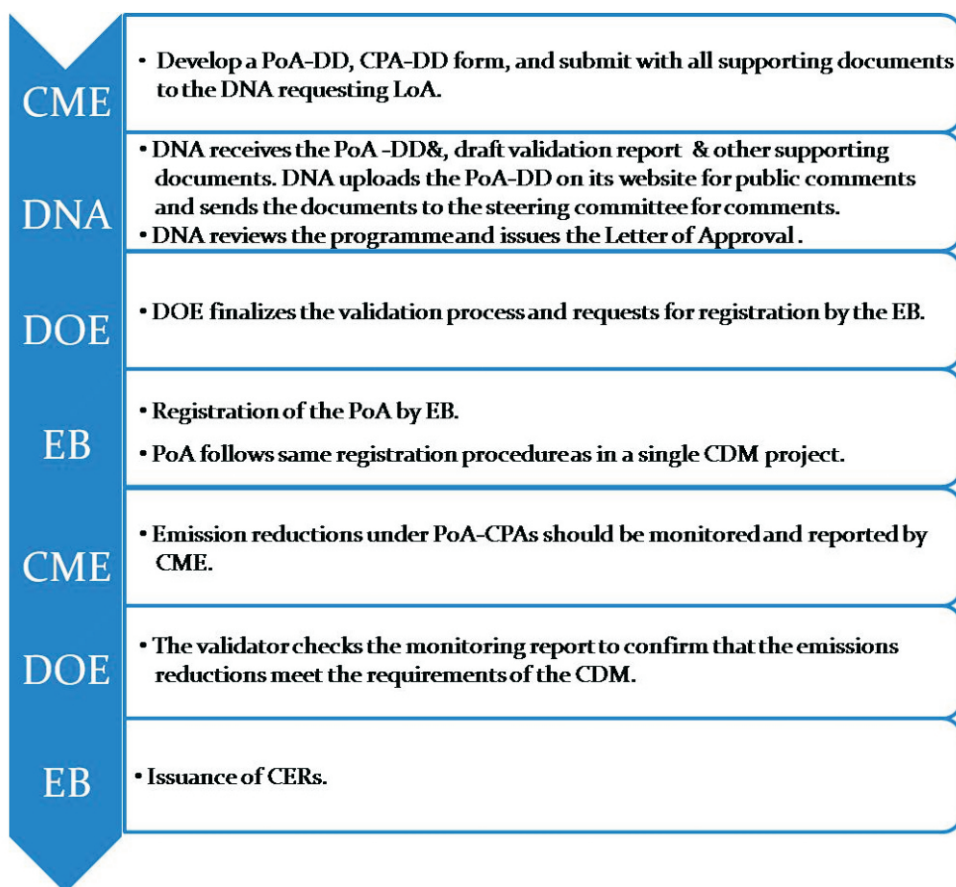 CME
• Develop a PoA-DD, CPA-DD form, and submit with all supporting documents
to the DNA requesting LoA.
DNA
• DNA receives the PoA -DD&, draft validation report & other supporting
documents. DNA uploads the PoA-DD on its website for public comments
and sends the documents to the steering committee for comments.
• DNA reviews the programme and issues the Letter of Approval .
DOE
• DOE finalizes the validation process and requests for registration by the EB.
EB
• Registration of the PoA by EB.
• PoA follows same registration procedure as in a single CDM project.
CME
• Emission reductions under PoA-CPAs should be monitored and reported by
CME.
DOE
• The validator checks the monitoring report to confirm that the emissions
reductions meet the requirements of the CDM.
EB
• Issuance of CERs.